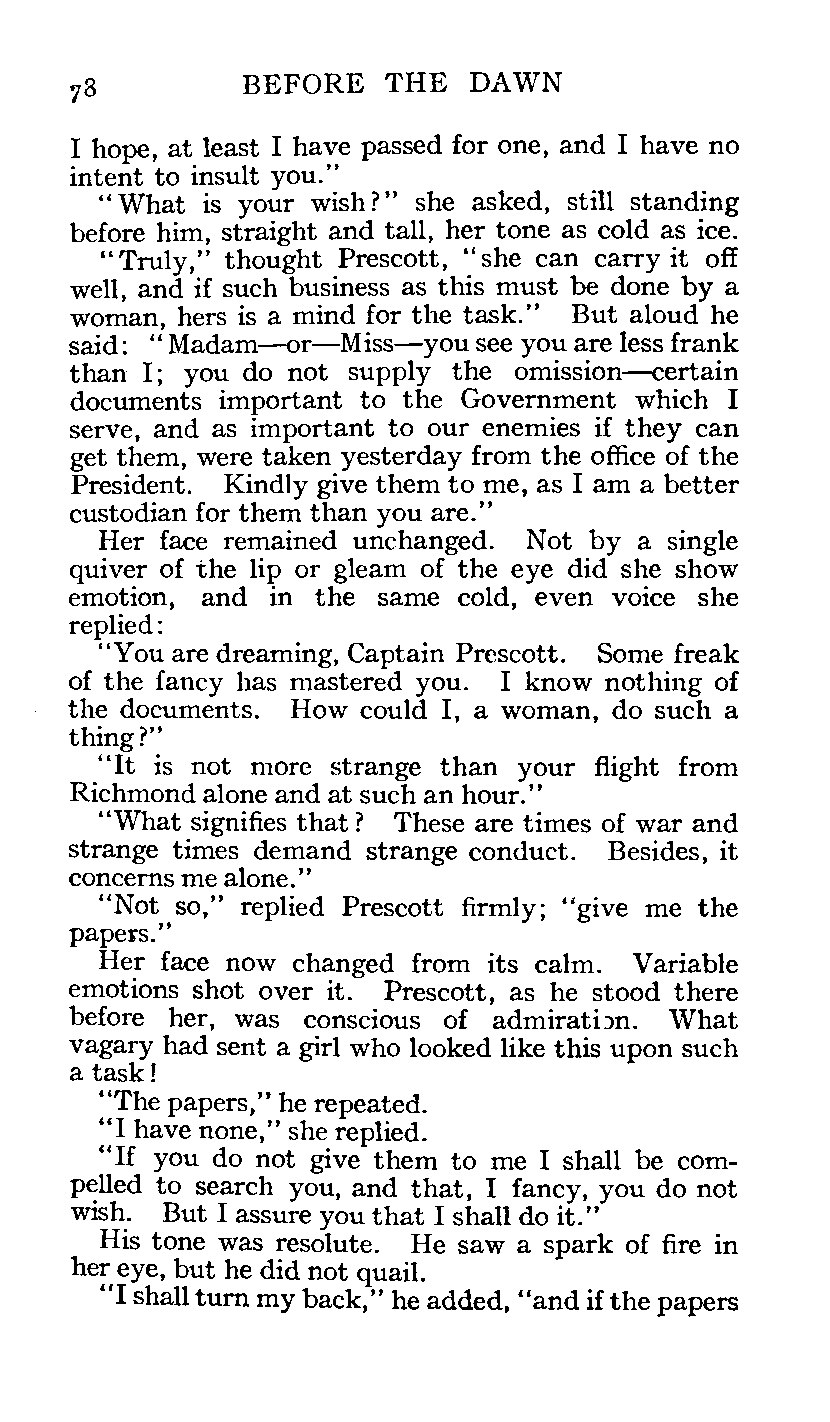 78 BEFORE THE DAWN
I hope, at least I have passed for one, and I have no
intent to insult you."
"What is your wish?" she asked, still standing
before him, straight and tall, her tone as cold as ice.
"Truly," thought Prescott, "she can carry it off
well, and if such business as this must be done by a
woman, hers is a mind for the task." But aloud he
said: "Madam—or—Miss—you see you are less frank
than I; you do not supply the omission—certain
documents important to the Government which I
serve, and as important to our enemies if they can
get them, were taken yesterday from the office of the
President. Kindly give them to me, as I am a better
custodian for them than you are."
Her face remained unchanged. Not by a single
quiver of the lip or gleam of the eye did she show
emotion, and in the same cold, even voice she
replied:
"You are dreaming, Captain Prescott. Some freak
of the fancy has mastered you. I know nothing of
the documents. How could I, a woman, do such a
thing?"
"It is not more strange than your flight from
Richmond alone and at such an hour."
"What signifies that? These are times of war and
strange times demand strange conduct. Besides, it
concerns me alone."
"Not so," replied Prescott firmly; "give me the
papers."
Her face now changed from its calm. Variable
emotions shot over it. Prescott, as he stood there
before her, was conscious of admiration. What
vagary had sent a girl who looked like this upon such
a task!
"The papers," he repeated.
"I have none," she replied.
"If you do not give them to me I shall be com-
pelled to search you, and that, I fancy, you do not
wish. But I assure you that I shall do it."
His tone was resolute. He saw a spark of fire in
her eye, but he did not quail.
"I shall turn my back," he added, "and if the papers